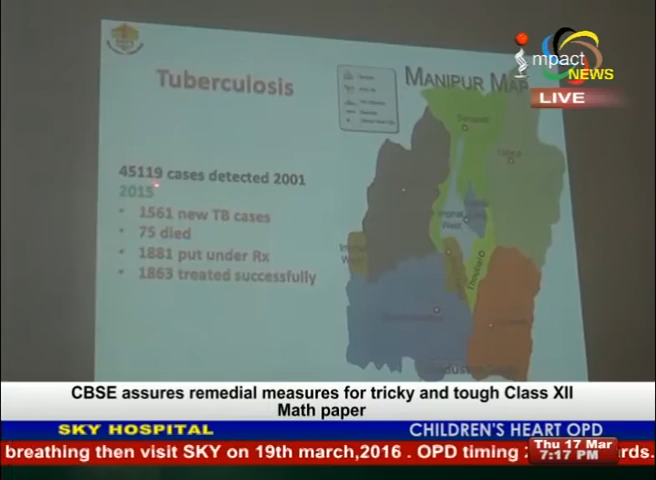 impact
NEWS
LIVE
Tuberculosis
MANIPUR MAP
45119 cases detected 2001
2015
• 1561 new TB cases
• 75 died
• 1881 put under Rx
• 1863 treated successfully
Imphal
West
Thoubal
CBSE assures remedial measures for tricky and tough Class XII
Math paper
SKY HOSPITAL
CHILDREN'S HEART OPD
breathing then visit SKY on 19th march,2016 . OPD timing
Thu 17 Mar
7:17 PM